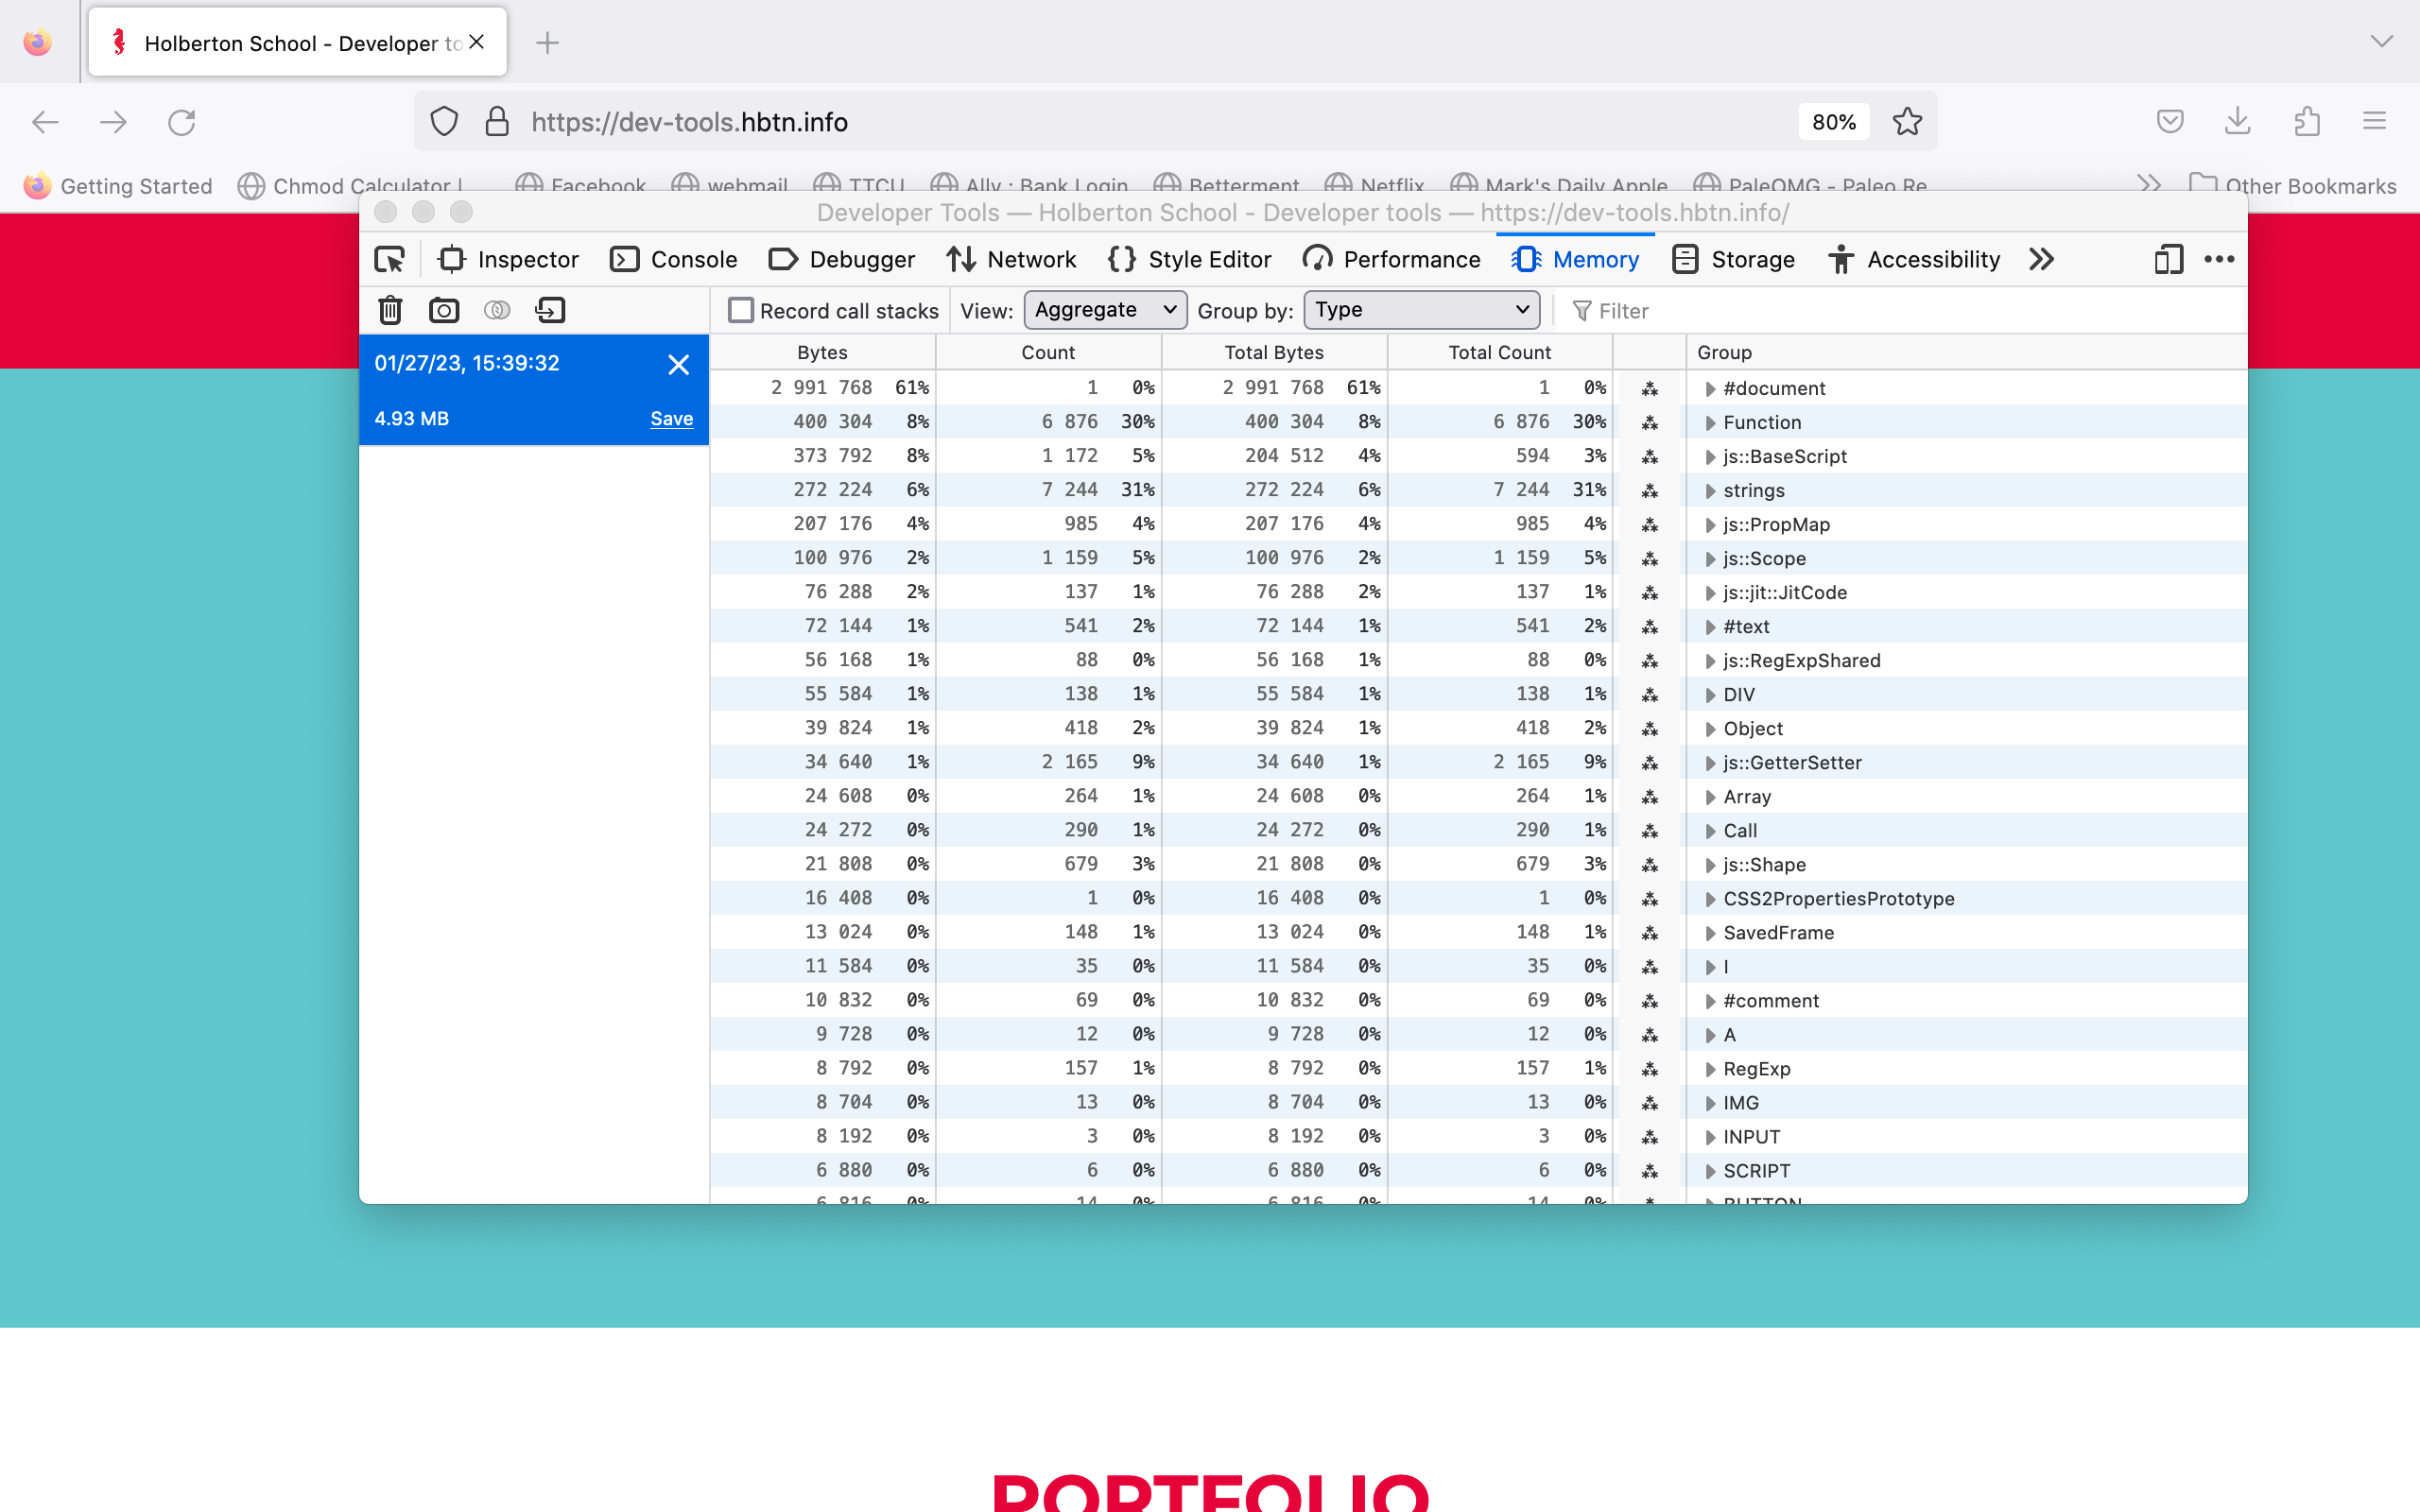 Holberton School - Developer to
https://dev-tools.hbtn.info 80%
Getting Started Chmod Calculator | Facebook webmail TTCU Ally : Bank Login Betterment Netflix Mark's Daily Apple PaleOMG - Paleo Re Other Bookmarks
Developer Tools — Holberton School - Developer tools — https://dev-tools.hbtn.info/
Inspector Console Debugger Network Style Editor Performance Memory Storage Accessibility
Record call stacks View: Aggregate Group by: Type Filter
01/27/23, 15:39:32
4.93 MB Save
Bytes Count Total Bytes Total Count Group
2 991 768 61% 1 0% 2 991 768 61% 1 0% #document
400 304 8% 6 876 30% 400 304 8% 6 876 30% Function
373 792 8% 1 172 5% 204 512 4% 594 3% js::BaseScript
272 224 6% 7 244 31% 272 224 6% 7 244 31% strings
207 176 4% 985 4% 207 176 4% 985 4% js::PropMap
100 976 2% 1 159 5% 100 976 2% 1 159 5% js::Scope
76 288 2% 137 1% 76 288 2% 137 1% js::jit::JitCode
72 144 1% 541 2% 72 144 1% 541 2% #text
56 168 1% 88 0% 56 168 1% 88 0% js::RegExpShared
55 584 1% 138 1% 55 584 1% 138 1% DIV
39 824 1% 418 2% 39 824 1% 418 2% Object
34 640 1% 2 165 9% 34 640 1% 2 165 9% js::GetterSetter
24 608 0% 264 1% 24 608 0% 264 1% Array
24 272 0% 290 1% 24 272 0% 290 1% Call
21 808 0% 679 3% 21 808 0% 679 3% js::Shape
16 408 0% 1 0% 16 408 0% 1 0% CSS2PropertiesPrototype
13 024 0% 148 1% 13 024 0% 148 1% SavedFrame
11 584 0% 35 0% 11 584 0% 35 0% I
10 832 0% 69 0% 10 832 0% 69 0% #comment
9 728 0% 12 0% 9 728 0% 12 0% A
8 792 0% 157 1% 8 792 0% 157 1% RegExp
8 704 0% 13 0% 8 704 0% 13 0% IMG
8 192 0% 3 0% 8 192 0% 3 0% INPUT
6 880 0% 6 0% 6 880 0% 6 0% SCRIPT
6 816 0% 14 0% 6 816 0% 14 0% BUTTON
PORTFOLIO